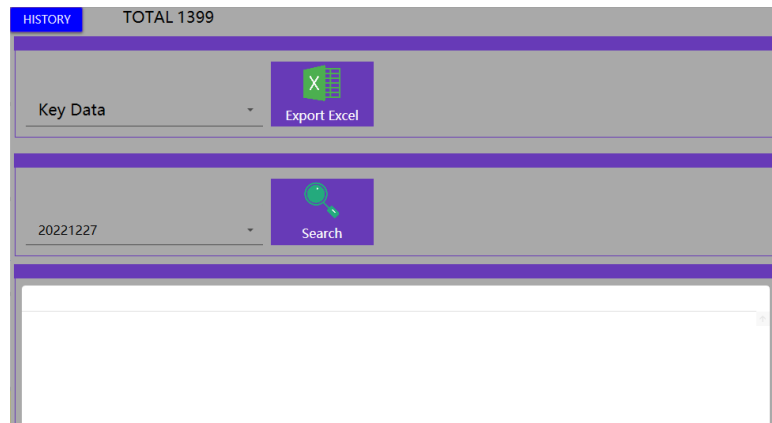 HISTORY TOTAL 1399
Key Data
Export Excel
20221227
Search